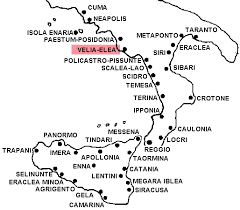 CUMA
NEAPOLIS
ISOLA ENARIA
PAESTUM-POSIDONIA
VELIA-ELEA
POLICASTRO-PISSUNTE
SCALEA-LAO
SCIDRO
TEMESA
TERINA
IPPONIA
METAPONTO
TARANTO
ERACLEA
SIRI
SIBARI
CROTONE
CAULONIA
LOCRI
REGGIO
MESSENA
TINDARI
PANORMO
TRAPANI
IMERA
APOLLONIA
TAORMINA
ENNA
CATANIA
SELINUNTE
LENTINI
ERACLEA MINOA
MEGARA IBLEA
AGRIGENTO
SIRACUSA
GELA
CAMARINA